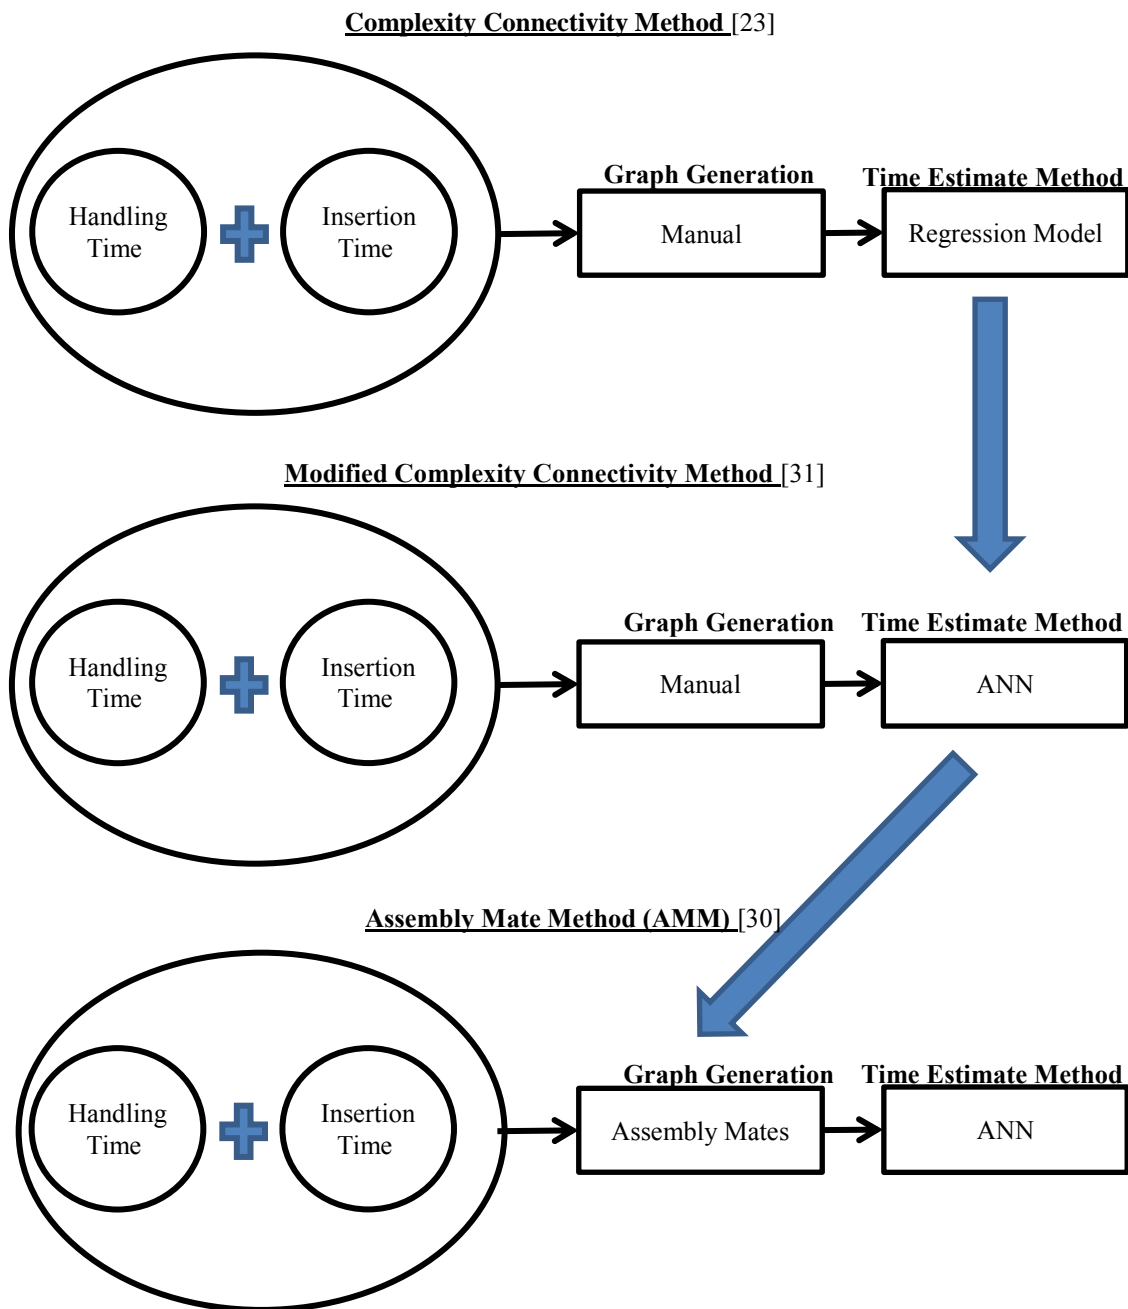 Complexity Connectivity Method [23]
Graph Generation
Time Estimate Method
Handling
Time
Insertion
Time
Manual
Regression Model
Modified Complexity Connectivity Method [31]
Graph Generation
Time Estimate Method
Handling
Time
Insertion
Time
Manual
ANN
Assembly Mate Method (AMM) [30]
Graph Generation
Time Estimate Method
Handling
Time
Insertion
Time
Assembly Mates
ANN